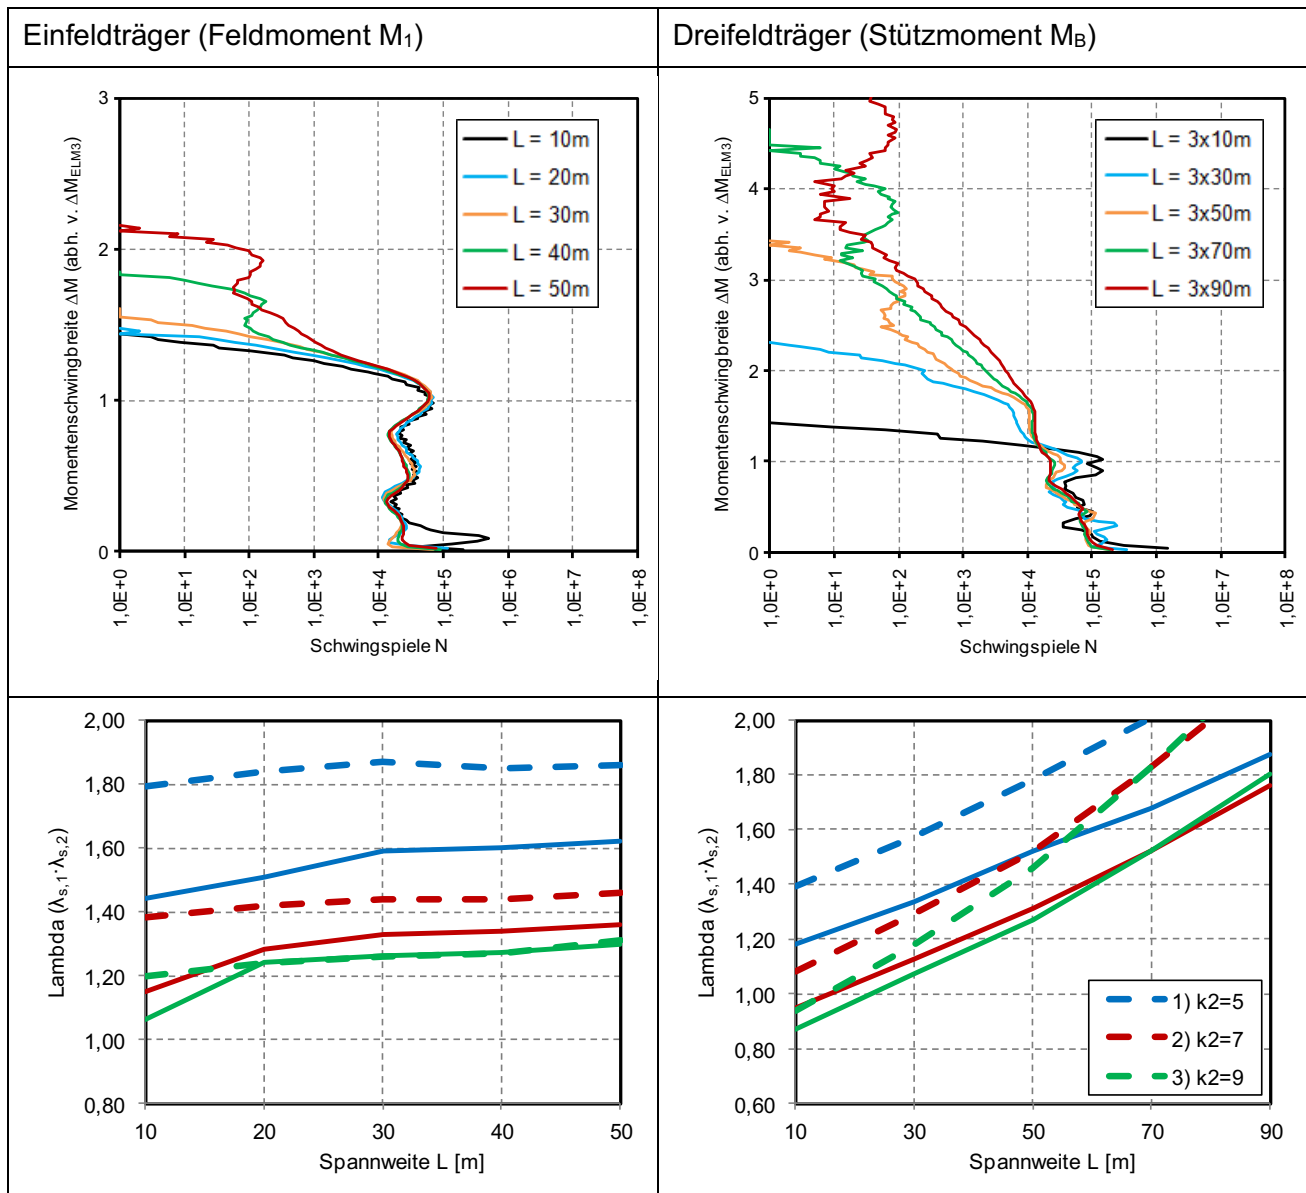 Einfeldträger (Feldmoment M₁)
Dreifeldträger (Stützmoment M_B)
Momentenschwingbreite ΔM (abh. v. ΔM_ELM3)
3
2
1
0
L = 10m
L = 20m
L = 30m
L = 40m
L = 50m
1,0E+0
1,0E+1
1,0E+2
1,0E+3
1,0E+4
1,0E+5
1,0E+6
1,0E+7
1,0E+8
Schwingspiele N
Momentenschwingbreite ΔM (abh. v. ΔM_ELM3)
5
4
3
2
1
0
L = 3x10m
L = 3x30m
L = 3x50m
L = 3x70m
L = 3x90m
1,0E+0
1,0E+1
1,0E+2
1,0E+3
1,0E+4
1,0E+5
1,0E+6
1,0E+7
1,0E+8
Schwingspiele N
Lambda (λs,1·λs,2)
2,00
1,80
1,60
1,40
1,20
1,00
0,80
10
20
30
40
50
Spannweite L [m]
Lambda (λs,1·λs,2)
2,00
1,80
1,60
1,40
1,20
1,00
0,80
0,60
1) k2=5
2) k2=7
3) k2=9
10
30
50
70
90
Spannweite L [m]